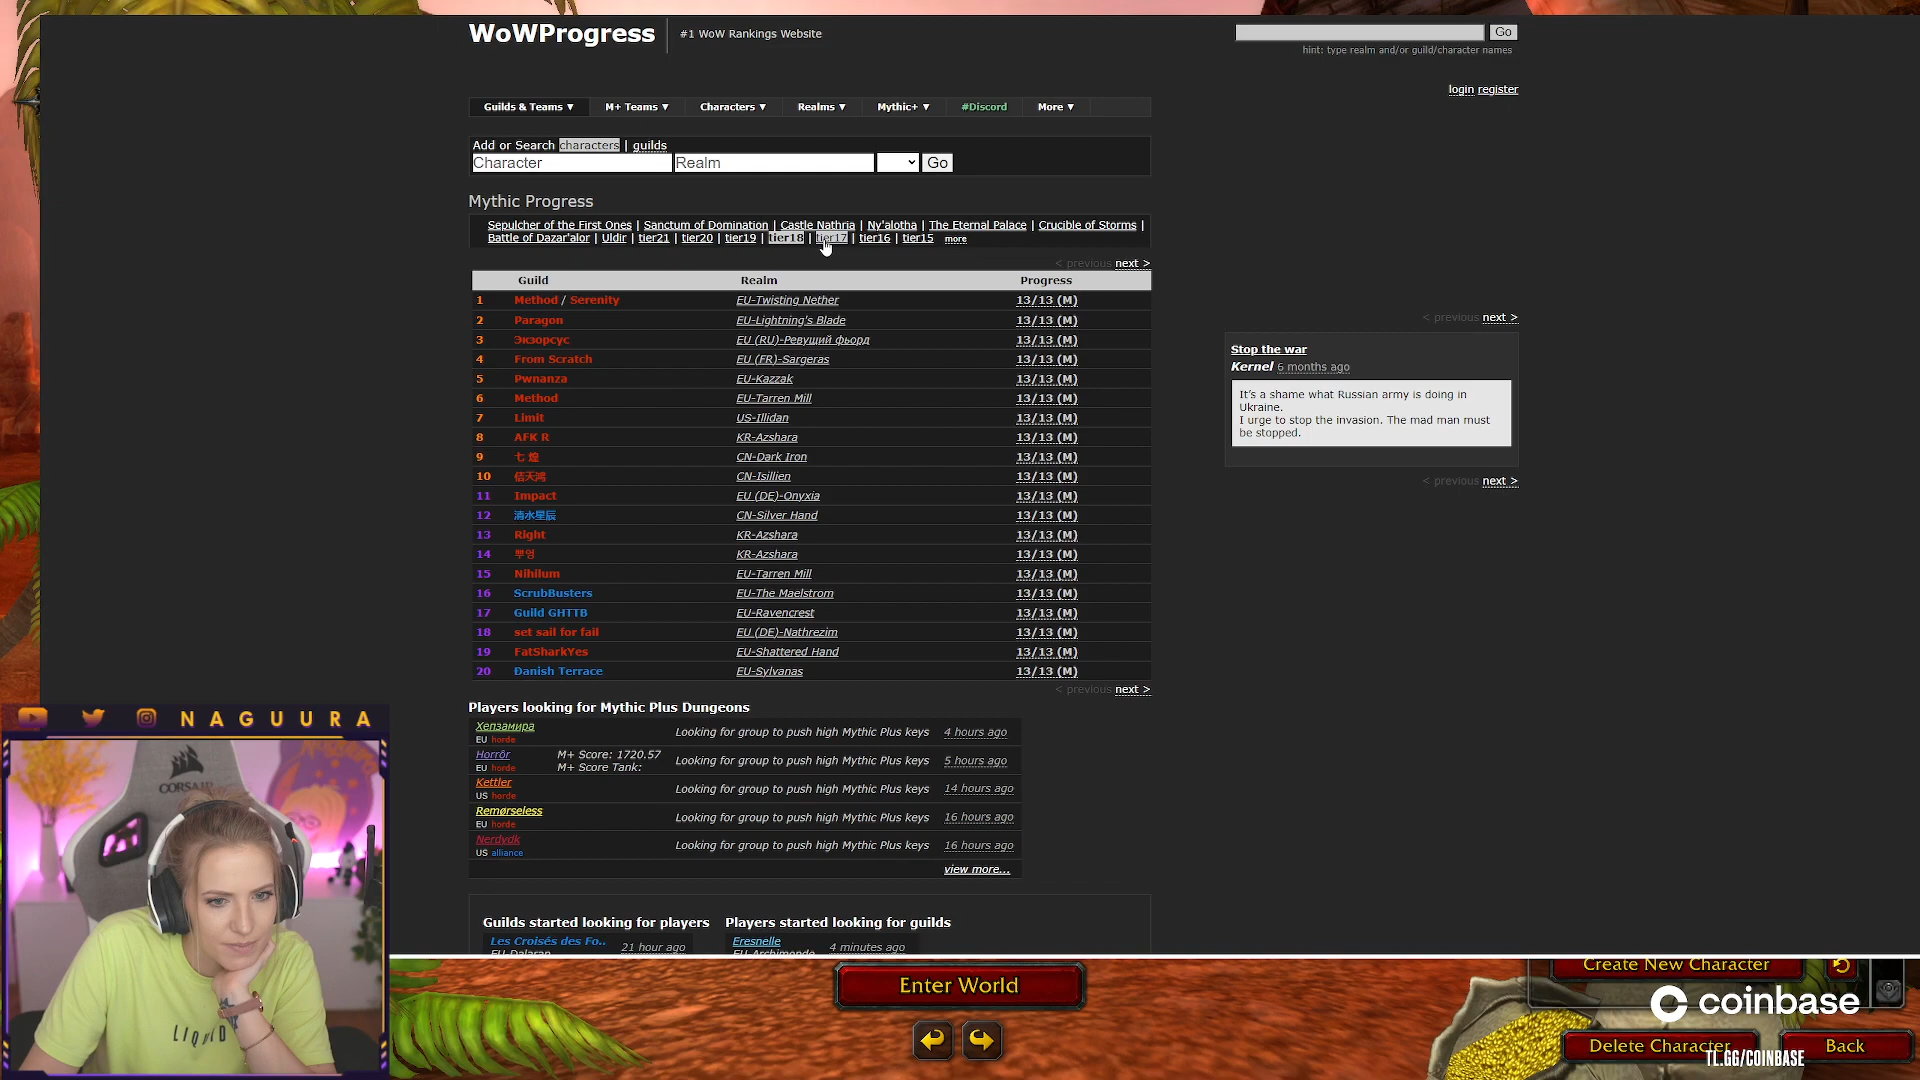 WoWProgress
#1 WoW Rankings Website
Go
hint: type realm and/or guild/character names
login register
Guilds & Teams ▼ M+ Teams ▼ Characters ▼ Realms ▼ Mythic+ ▼ #Discord More ▼
Add or Search characters | guilds
Character Realm Go
Mythic Progress
Sepulcher of the First Ones | Sanctum of Domination | Castle Nathria | Ny'alotha | The Eternal Palace | Crucible of Storms |
Battle of Dazar'alor | Uldir | tier21 | tier20 | tier19 | tier18 | tier17 | tier16 | tier15 more
< previous next >
Guild Realm Progress
1 Method / Serenity EU-Twisting Nether 13/13 (M)
2 Paragon EU-Lightning's Blade 13/13 (M)
3 Экзорсус EU (RU)-Ревущий фьорд 13/13 (M)
4 From Scratch EU (FR)-Sargeras 13/13 (M)
5 Pwnanza EU-Kazzak 13/13 (M)
6 Method EU-Tarren Mill 13/13 (M)
7 Limit US-Illidan 13/13 (M)
8 AFK R KR-Azshara 13/13 (M)
9 七 煌 CN-Dark Iron 13/13 (M)
10 佶天鸿 CN-Isillien 13/13 (M)
11 Impact EU (DE)-Onyxia 13/13 (M)
12 清水星辰 CN-Silver Hand 13/13 (M)
13 Right KR-Azshara 13/13 (M)
14 뿌엉 KR-Azshara 13/13 (M)
15 Nihilum EU-Tarren Mill 13/13 (M)
16 ScrubBusters EU-The Maelstrom 13/13 (M)
17 Guild GHTTB EU-Ravencrest 13/13 (M)
18 set sail for fail EU (DE)-Nathrezim 13/13 (M)
19 FatSharkYes EU-Shattered Hand 13/13 (M)
20 Ðanish Terrace EU-Sylvanas 13/13 (M)
< previous next >
< previous next >
Stop the war
Kernel 6 months ago
It's a shame what Russian army is doing in
Ukraine.
I urge to stop the invasion. The mad man must
be stopped.
< previous next >
Players looking for Mythic Plus Dungeons
Хепзамира Looking for group to push high Mythic Plus keys 4 hours ago
EU horde
Horrôr M+ Score: 1720.57 Looking for group to push high Mythic Plus keys 5 hours ago
EU horde M+ Score Tank:
Kettler Looking for group to push high Mythic Plus keys 14 hours ago
US horde
Remørseless Looking for group to push high Mythic Plus keys 16 hours ago
EU horde
Nerdvdk Looking for group to push high Mythic Plus keys 16 hours ago
US alliance
view more...
Guilds started looking for players Players started looking for guilds
Les Croisés des Fo.. 21 hour ago Eresnelle 4 minutes ago
EU-Dalaran EU-Archimonde
NAGUURA
CORSAIR
LIQUID
Enter World
Create New Character
coinbase
Delete Character
Back
TL.GG/COINBASE